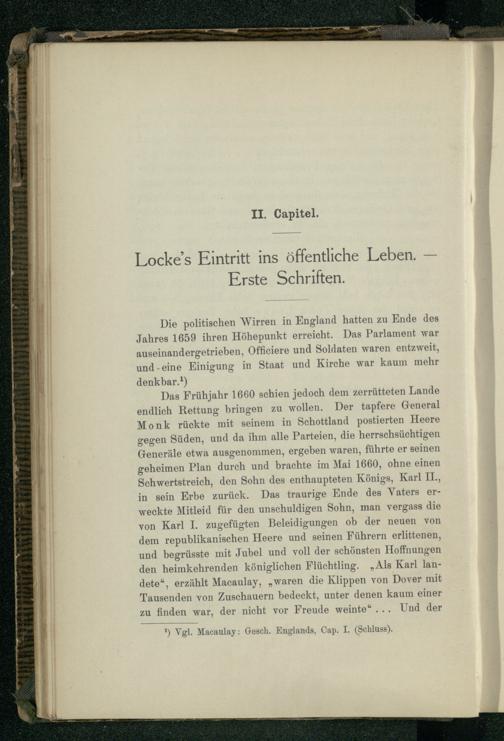 II. Capitel.
Locke's Eintritt ins öffentliche Leben. —
Erste Schriften.
Die politischen Wirren in England hatten zu Ende des
Jahres 1659 ihren Höhepunkt erreicht. Das Parlament war
auseinandergetrieben, Officiere und Soldaten waren entzweit,
und eine Einigung in Staat und Kirche war kaum mehr
denkbar.¹)
Das Frühjahr 1660 schien jedoch dem zerrütteten Lande
endlich Rettung bringen zu wollen. Der tapfere General
Monk rückte mit seinem in Schottland postierten Heere
gegen Süden, und da ihm alle Parteien, die herrschsüchtigen
Generäle etwa ausgenommen, ergeben waren, führte er seinen
geheimen Plan durch und brachte im Mai 1660, ohne einen
Schwertstreich, den Sohn des enthaupteten Königs, Karl II.,
in sein Erbe zurück. Das traurige Ende des Vaters er-
weckte Mitleid für den unschuldigen Sohn, man vergass die
von Karl I. zugefügten Beleidigungen ob der neuen von
dem republikanischen Heere und seinen Führern erlittenen,
und begrüsste mit Jubel und voll der schönsten Hoffnungen
den heimkehrenden königlichen Flüchtling. „Als Karl lan-
dete“, erzählt Macaulay, „waren die Klippen von Dover mit
Tausenden von Zuschauern bedeckt, unter denen kaum einer
zu finden war, der nicht vor Freude weinte“ ... Und der
¹) Vgl. Macaulay: Gesch. Englands, Cap. I. (Schluss).